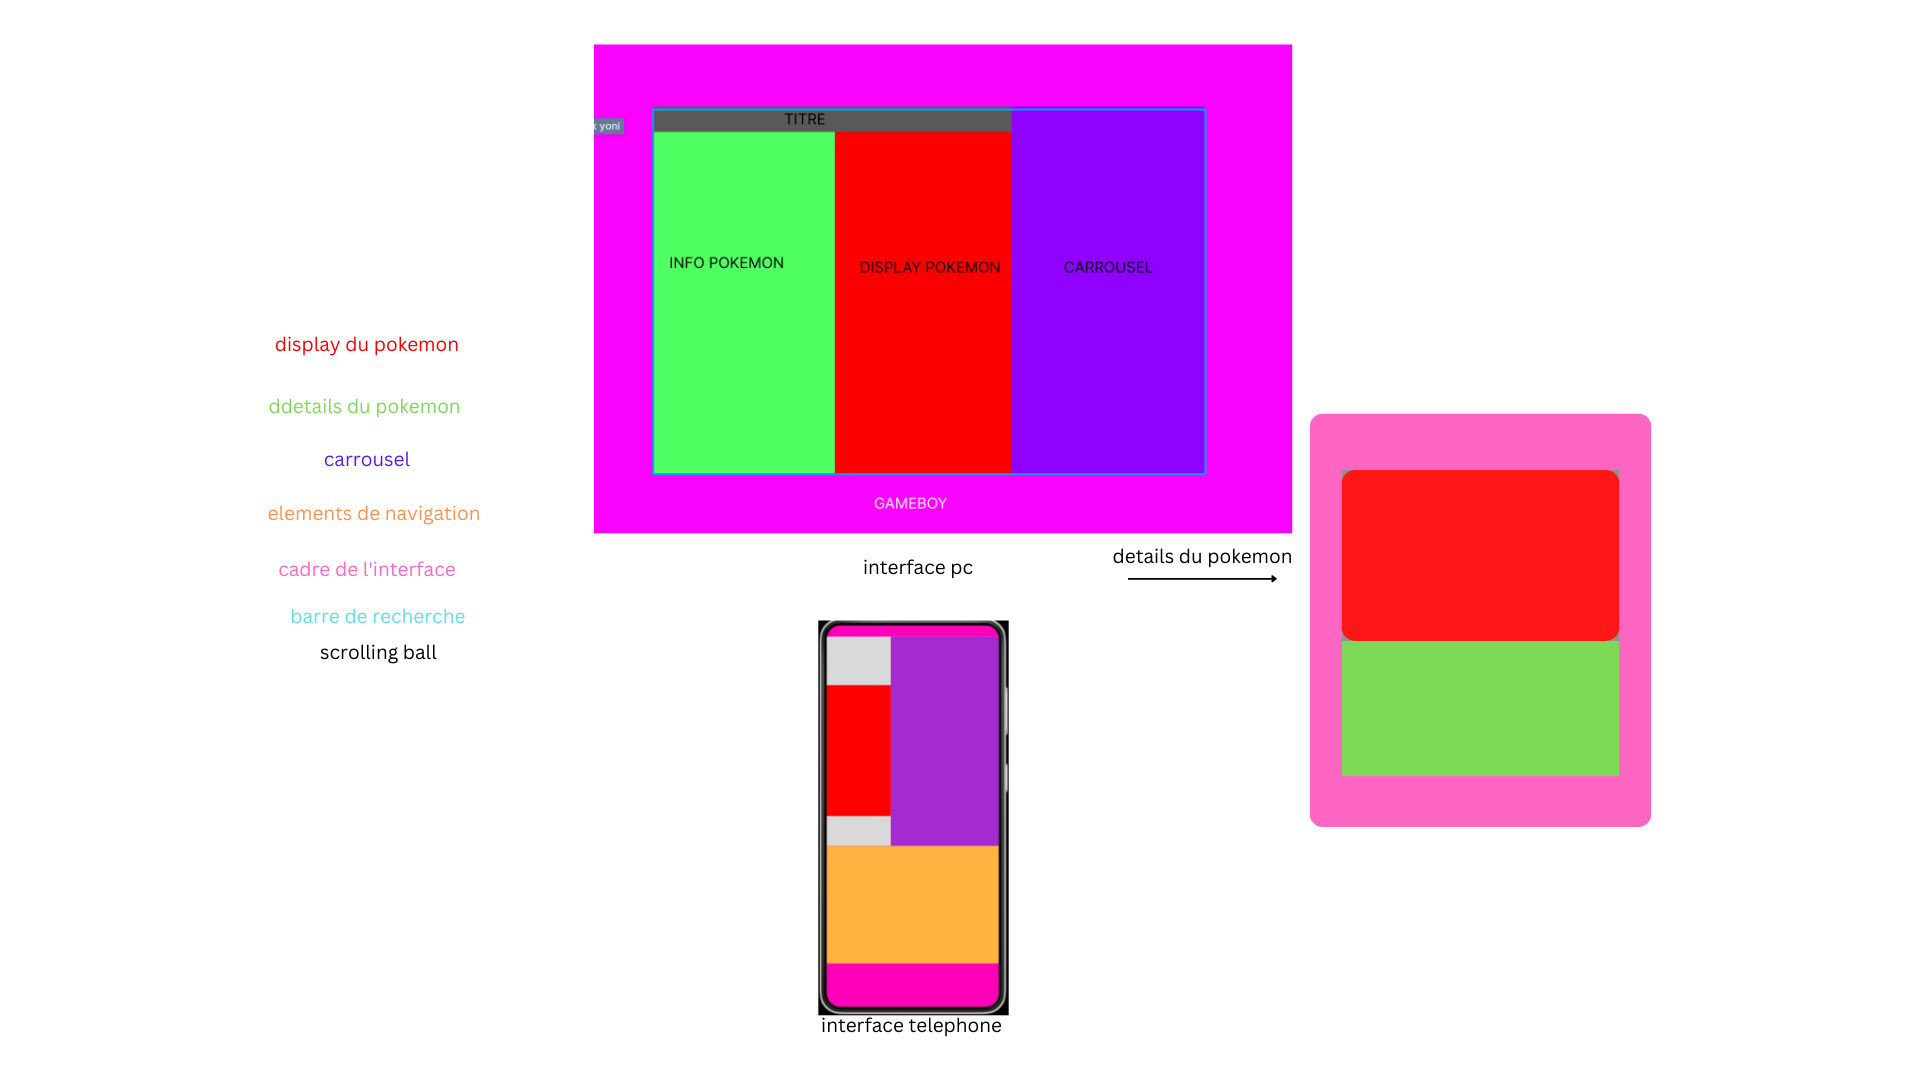 TITRE
k yoni
INFO POKEMON
DISPLAY POKEMON
CARROUSEL
GAMEBOY
display du pokemon
ddetails du pokemon
carrousel
elements de navigation
cadre de l'interface
barre de recherche
scrolling ball
interface pc
details du pokemon
interface telephone